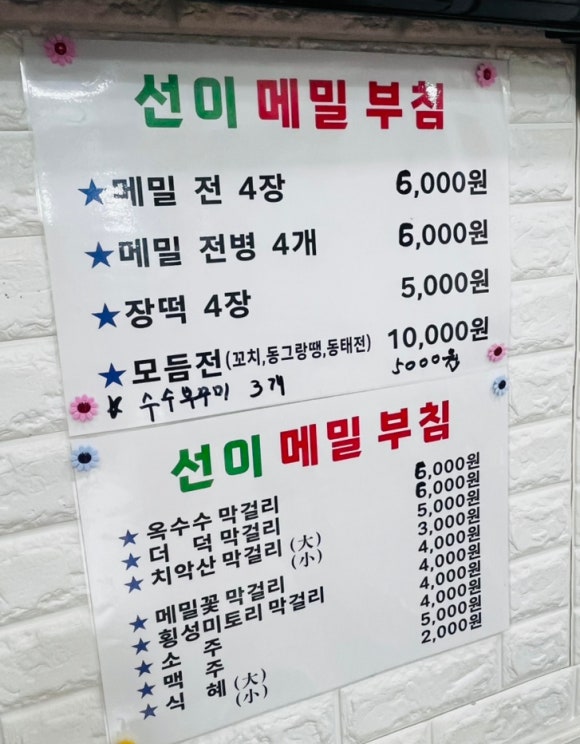 선이 메밀 부침
★메밀 전 4장 6,000원
★메밀 전병 4개 6,000원
★장떡 4장 5,000원
★모듬전(꼬치,동그랑땡,동태전) 10,000원
★ 수수부꾸미 3개 5000원
선이 메밀 부침
★ 옥수수 막걸리 6,000원
★ 더 덕 막걸리 6,000원
★ 치악산 막걸리 (大) 5,000원
(小) 3,000원
★ 메밀꽃 막걸리 4,000원
★ 횡성미토리 막걸리 4,000원
★ 소 주 4,000원
★ 맥 주 4,000원
★ 식 혜 (大) 5,000원
(小) 2,000원